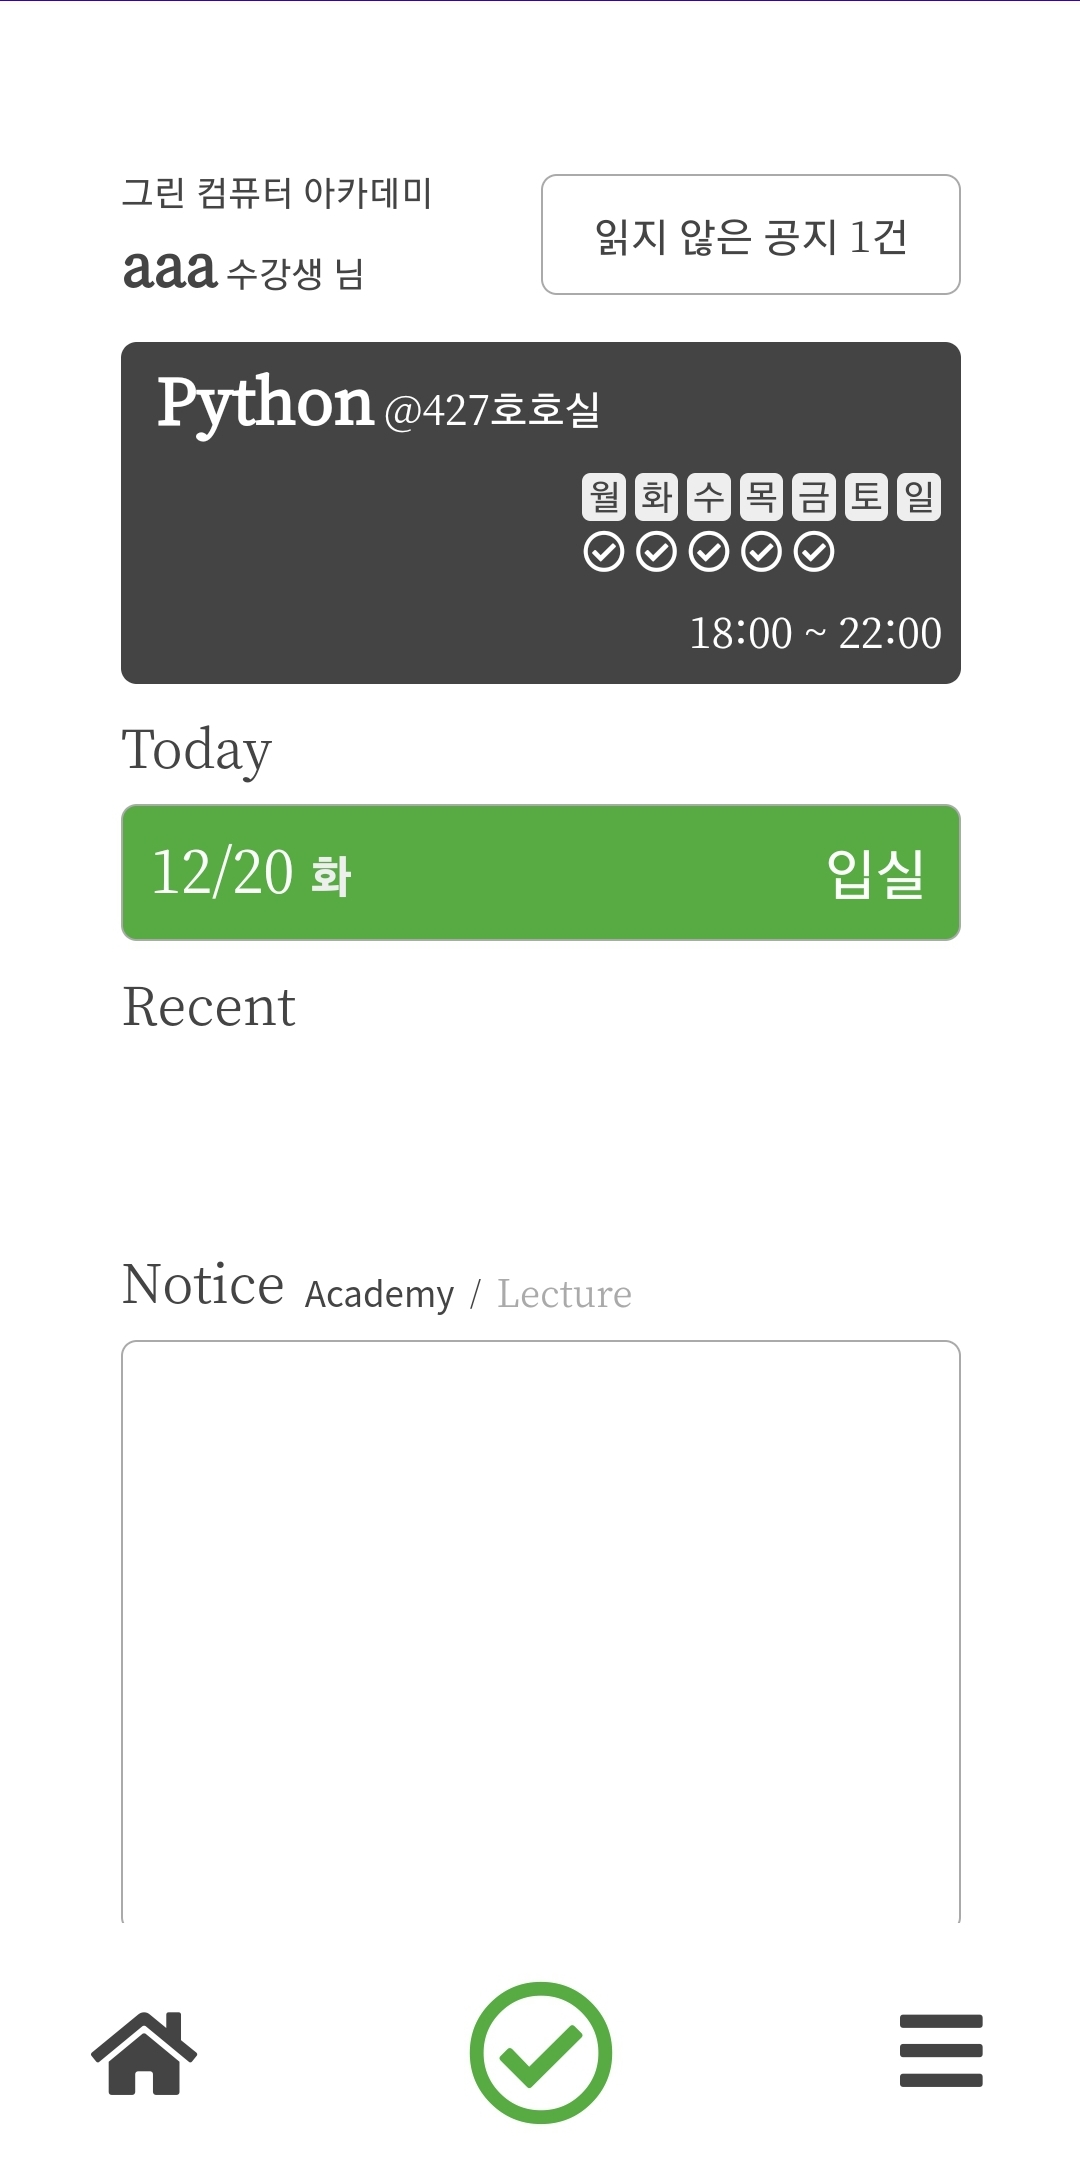 그린 컴퓨터 아카데미
aaa 수강생 님
읽지 않은 공지 1건
Python @427호호실
월 화 수 목 금 토 일
18:00 ~ 22:00
Today
12/20 화 입실
Recent
Notice Academy / Lecture